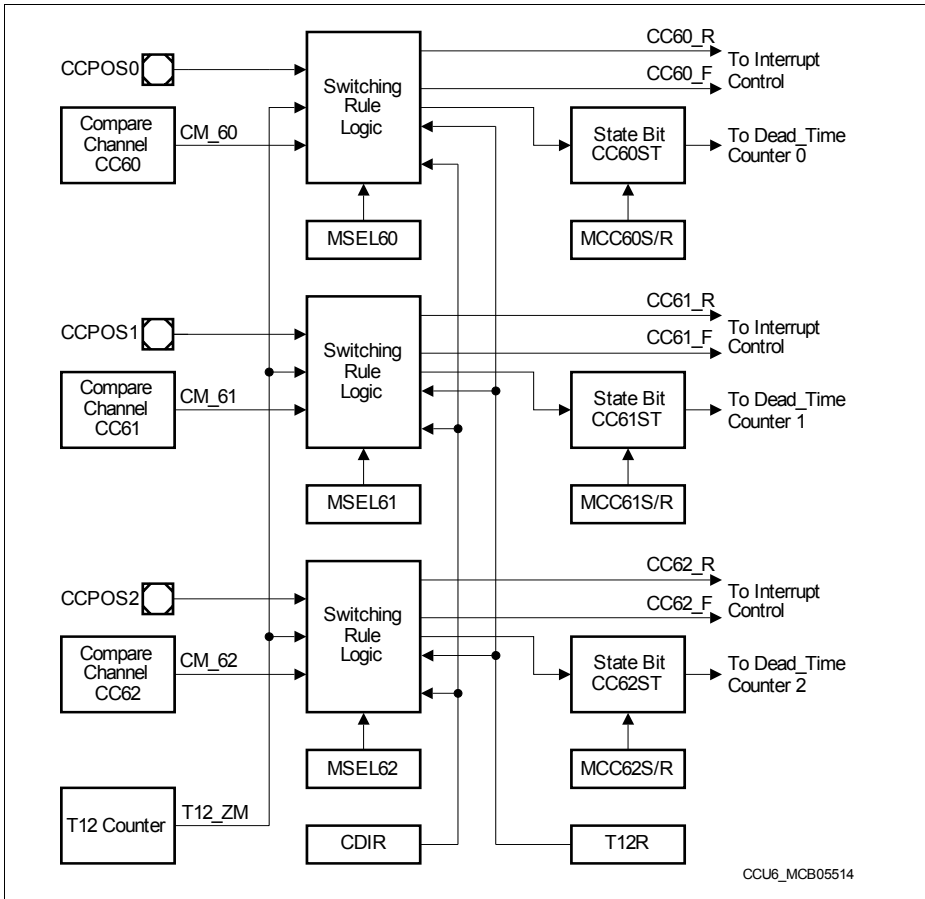 CCPOS0
Compare
Channel
CC60
CM_60
Switching
Rule
Logic
MSEL60
CC60_R
CC60_F
To Interrupt
Control
State Bit
CC60ST
To Dead_Time
Counter 0
MCC60S/R
CCPOS1
Compare
Channel
CC61
CM_61
Switching
Rule
Logic
MSEL61
CC61_R
CC61_F
To Interrupt
Control
State Bit
CC61ST
To Dead_Time
Counter 1
MCC61S/R
CCPOS2
Compare
Channel
CC62
CM_62
Switching
Rule
Logic
MSEL62
CC62_R
CC62_F
To Interrupt
Control
State Bit
CC62ST
To Dead_Time
Counter 2
MCC62S/R
T12 Counter
T12_ZM
CDIR
T12R
CCU6_MCB05514